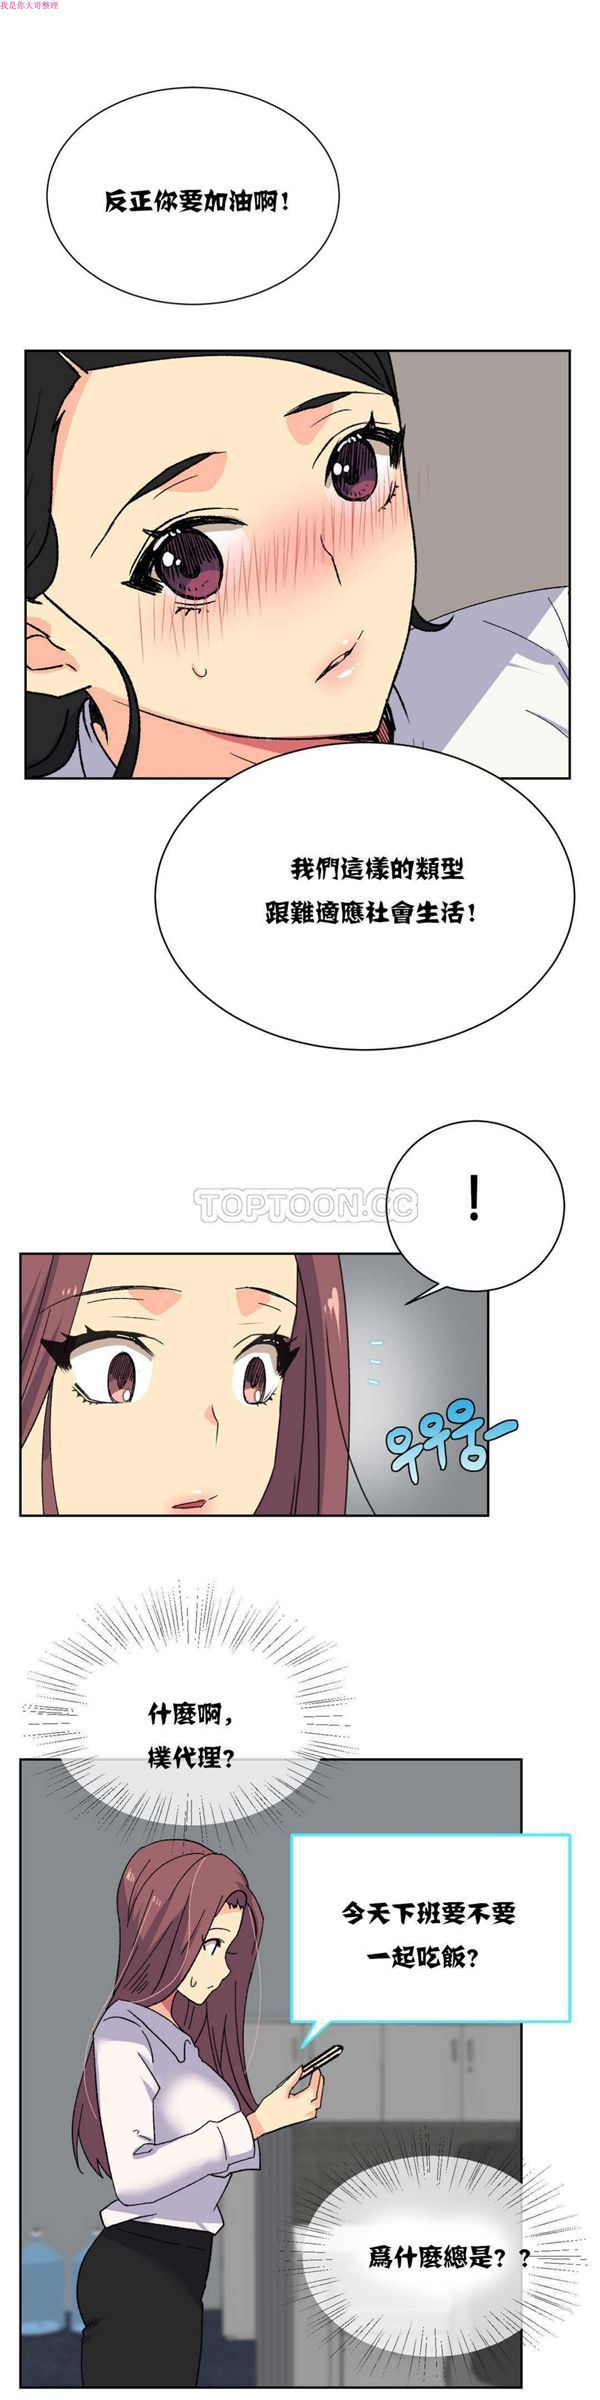 我是你大哥整理
反正你要加油啊!
我們這樣的類型
跟難適應社會生活!
TOPTOON.CC
!
우우웅-
什麼啊,
樸代理?
今天下班要不要
一起吃飯?
爲什麼總是? ?